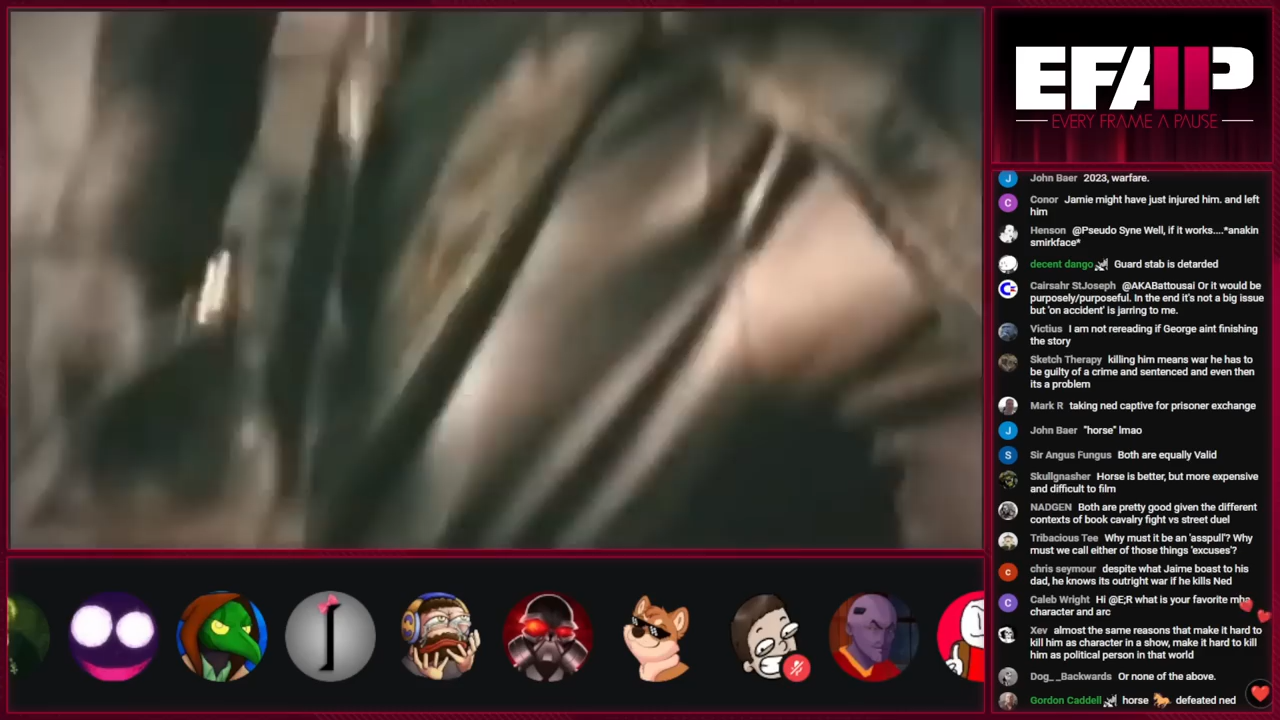 EFAP
EVERY FRAME A PAUSE
J John Baer 2023, warfare.
C Conor Jamie might have just injured him. and left
him
Henson @Pseudo Syne Well, if it works....*anakin
smirkface*
decent dango Guard stab is detarded
Cairsahr StJoseph @AKABattousai Or it would be
purposely/purposeful. In the end it's not a big issue
but 'on accident' is jarring to me.
Victius I am not rereading if George aint finishing
the story
Sketch Therapy killing him means war he has to
be guilty of a crime and sentenced and even then
its a problem
Mark R taking ned captive for prisoner exchange
J John Baer "horse" lmao
S Sir Angus Fungus Both are equally Valid
Skullgnasher Horse is better, but more expensive
and difficult to film
NADGEN Both are pretty good given the different
contexts of book cavalry fight vs street duel
Tribacious Tee Why must it be an 'asspull'? Why
must we call either of those things 'excuses'?
c chris seymour despite what Jaime boast to his
dad, he knows its outright war if he kills Ned
C Caleb Wright Hi @E;R what is your favorite mha
character and arc
Xev almost the same reasons that make it hard to
kill him as character in a show, make it hard to kill
him as political person in that world
Dog_ _Backwards Or none of the above.
Gordon Caddell horse 🐎 defeated ned